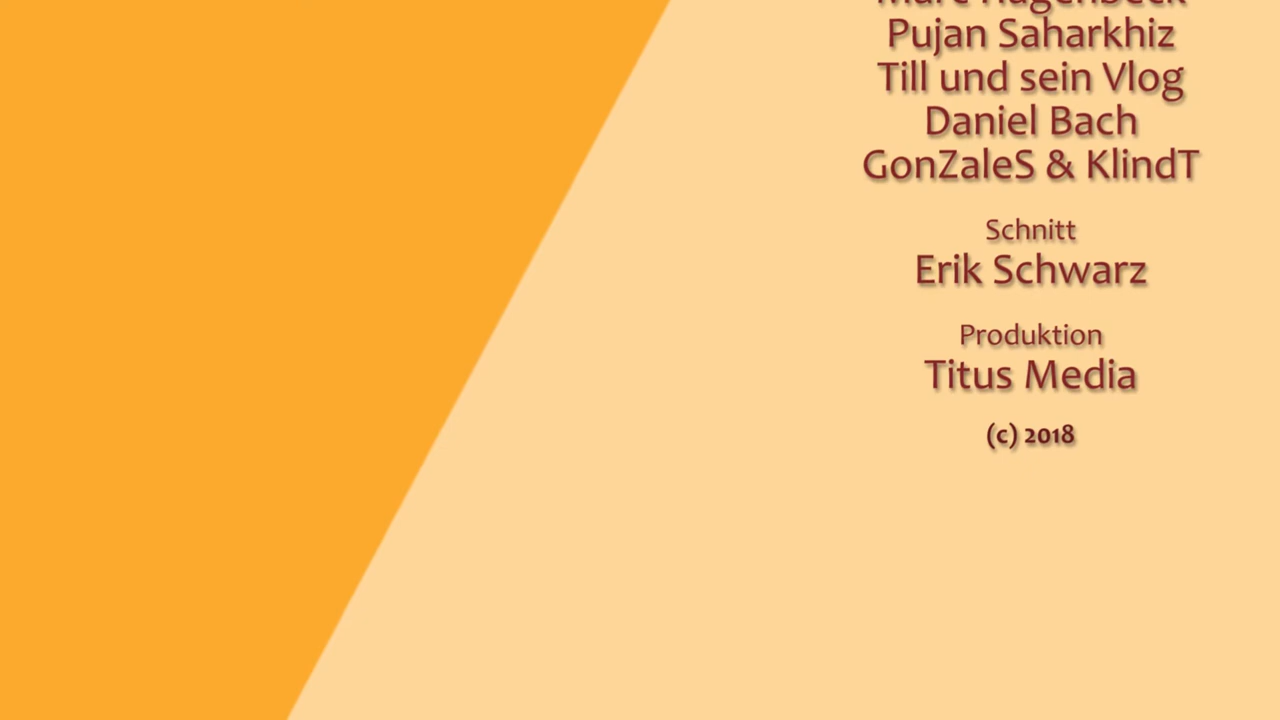 Pujan Saharkhiz
Till und sein Vlog
Daniel Bach
GonZaleS & KlindT
Schnitt
Erik Schwarz
Produktion
Titus Media
(c) 2018